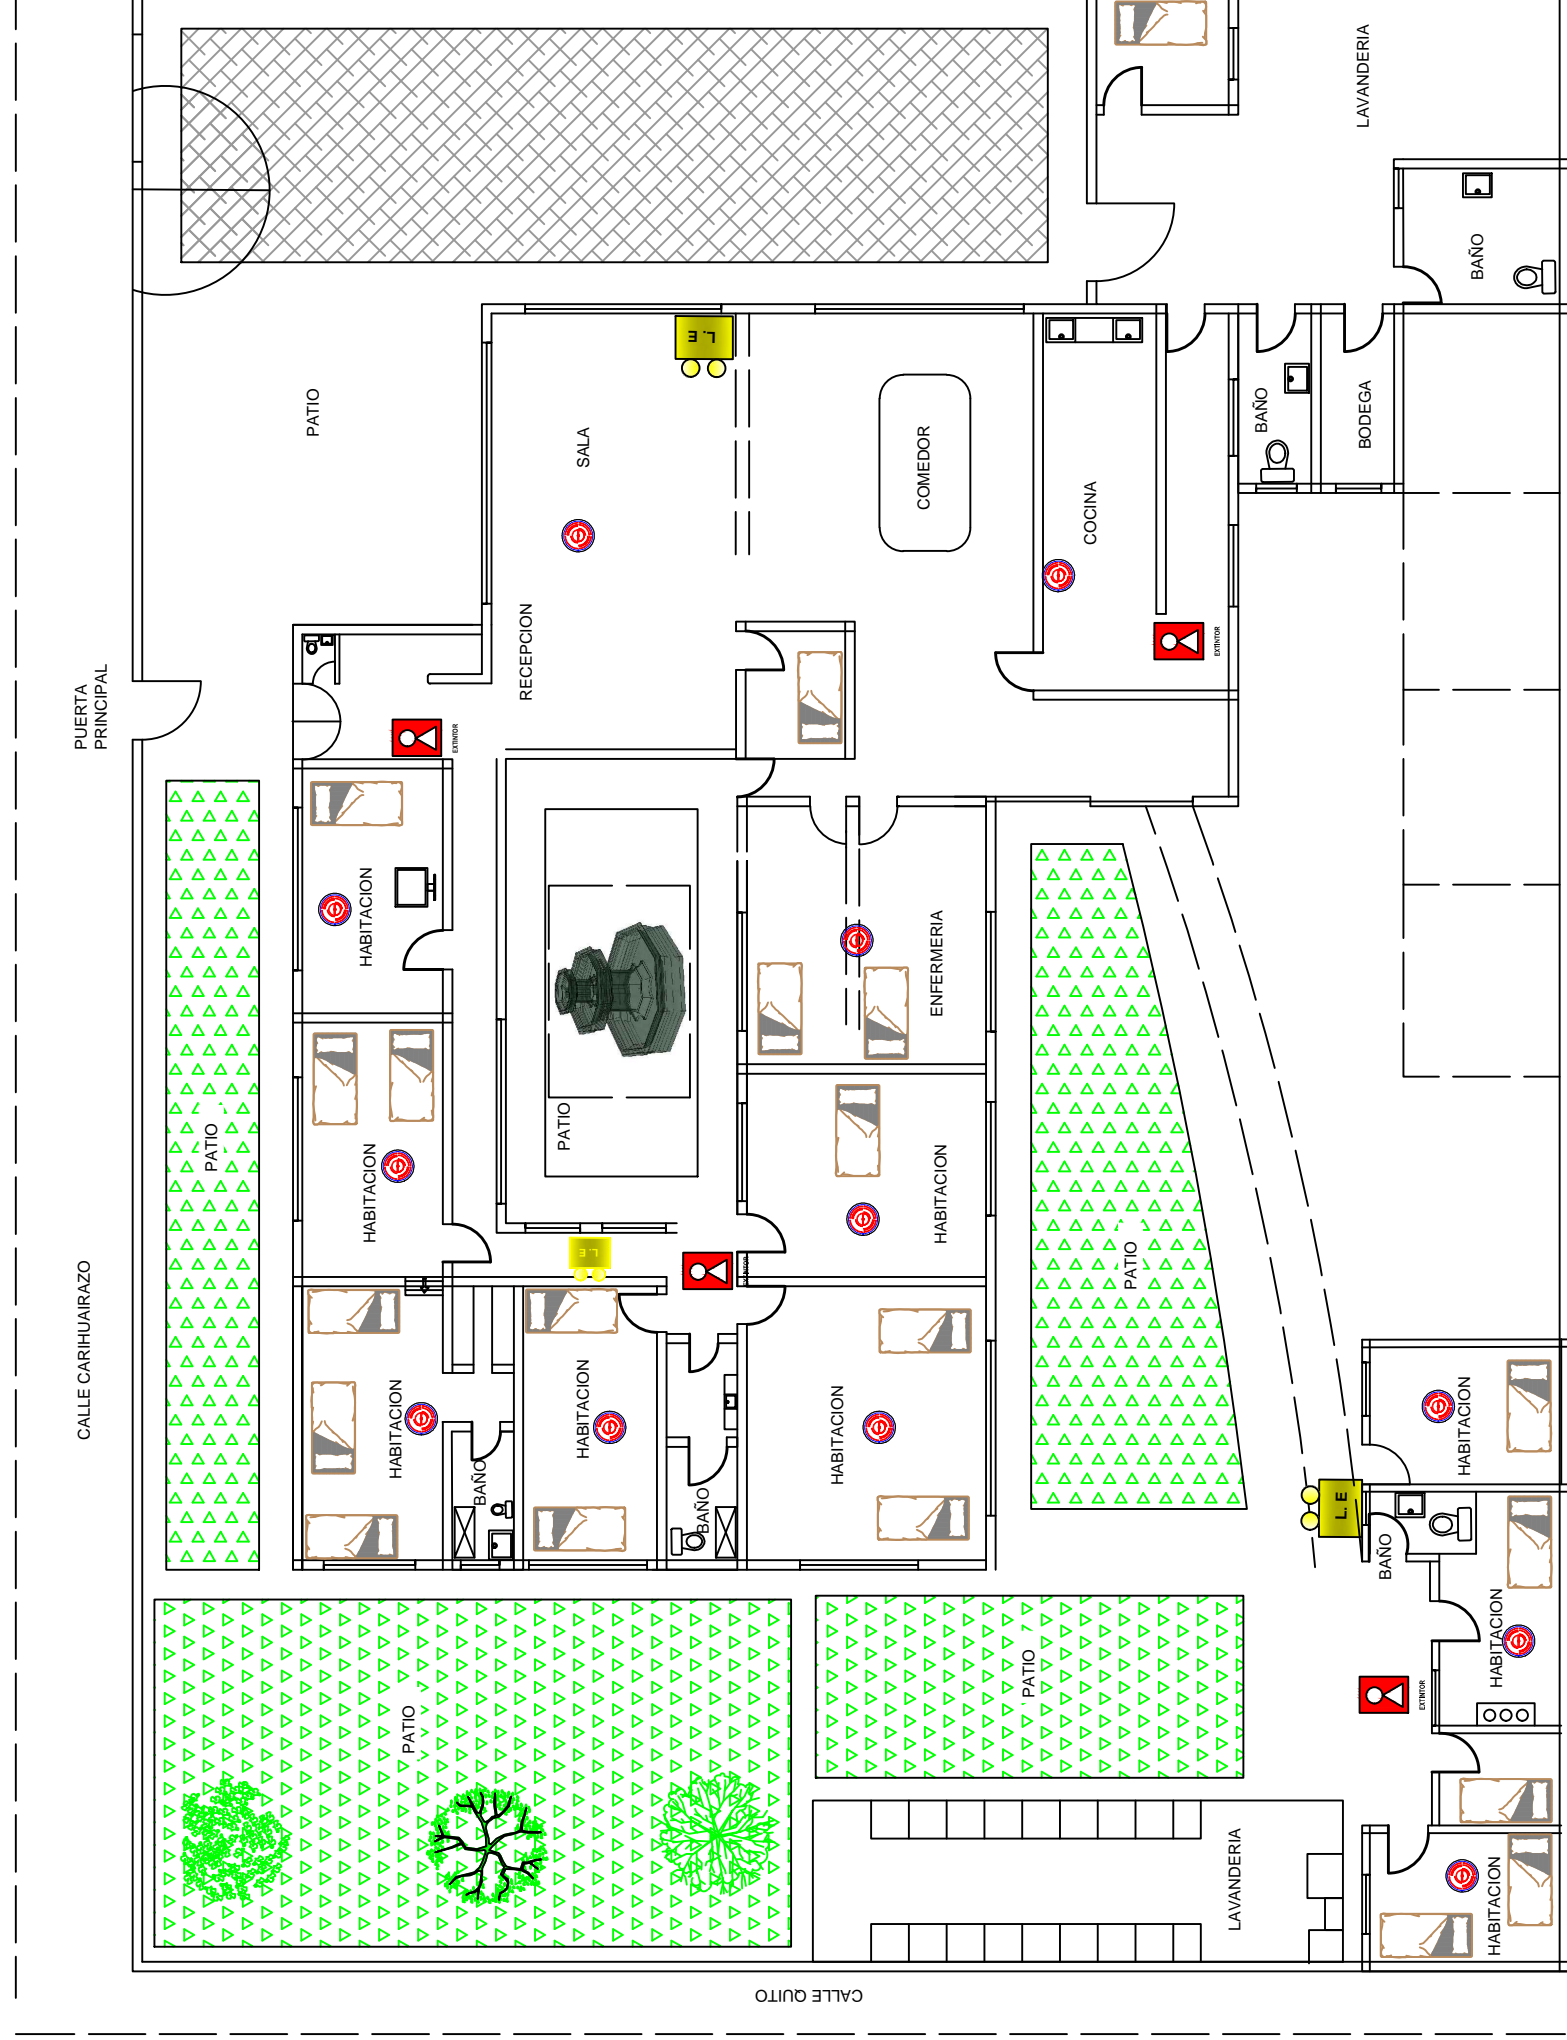 LAVANDERIA
BAÑO
PATIO
SALA
L. E
COMEDOR
COCINA
BAÑO
BODEGA
PUERTA
PRINCIPAL
RECEPCION
EXTINTOR
EXTINTOR
HABITACION
ENFERMERIA
PATIO
PATIO
HABITACION
HABITACION
PATIO
CALLE CARIHUAIRAZO
L. E
EXTINTOR
HABITACION
BAÑO
HABITACION
BAÑO
HABITACION
HABITACION
L. E
BAÑO
HABITACION
EXTINTOR
PATIO
PATIO
LAVANDERIA
HABITACION
CALLE QUITO